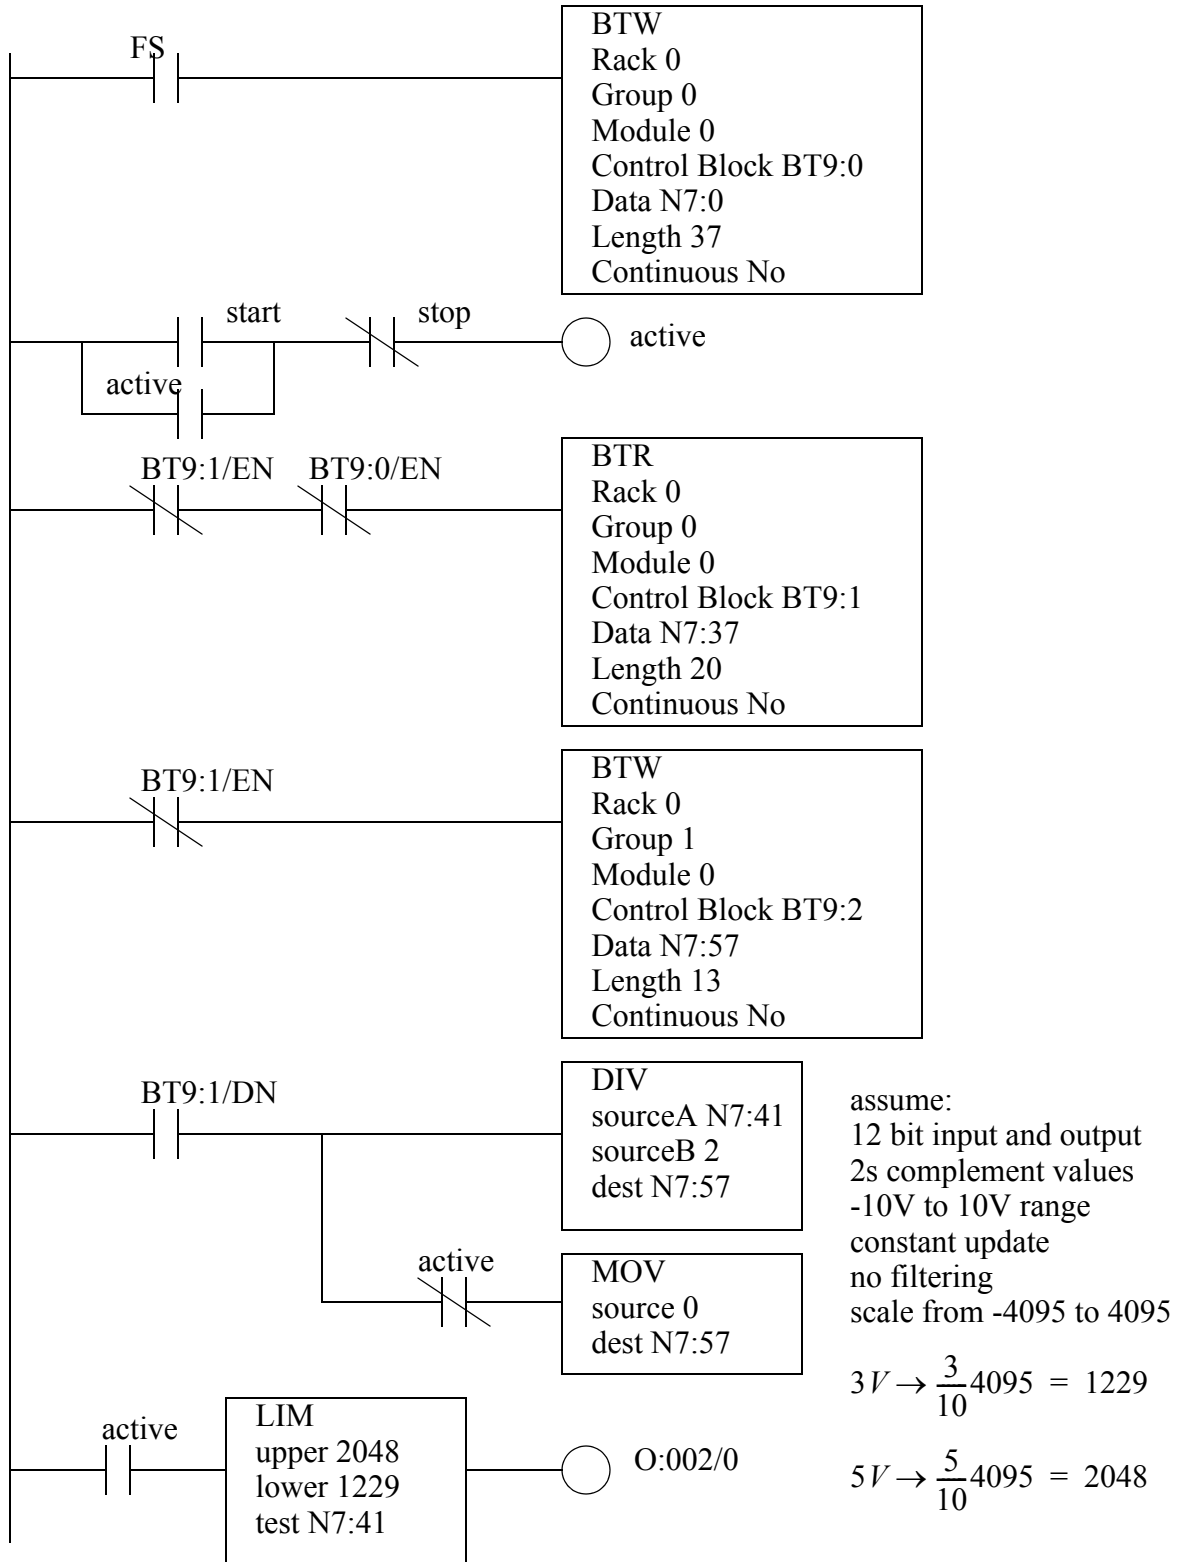 FS
BTW
Rack 0
Group 0
Module 0
Control Block BT9:0
Data N7:0
Length 37
Continuous No
start
stop
active
active
BT9:1/EN
BT9:0/EN
BTR
Rack 0
Group 0
Module 0
Control Block BT9:1
Data N7:37
Length 20
Continuous No
BT9:1/EN
BTW
Rack 0
Group 1
Module 0
Control Block BT9:2
Data N7:57
Length 13
Continuous No
BT9:1/DN
DIV
sourceA N7:41
sourceB 2
dest N7:57
active
MOV
source 0
dest N7:57
assume:
12 bit input and output
2s complement values
-10V to 10V range
constant update
no filtering
scale from -4095 to 4095
3V → 3/10 4095 = 1229
5V → 5/10 4095 = 2048
active
LIM
upper 2048
lower 1229
test N7:41
O:002/0